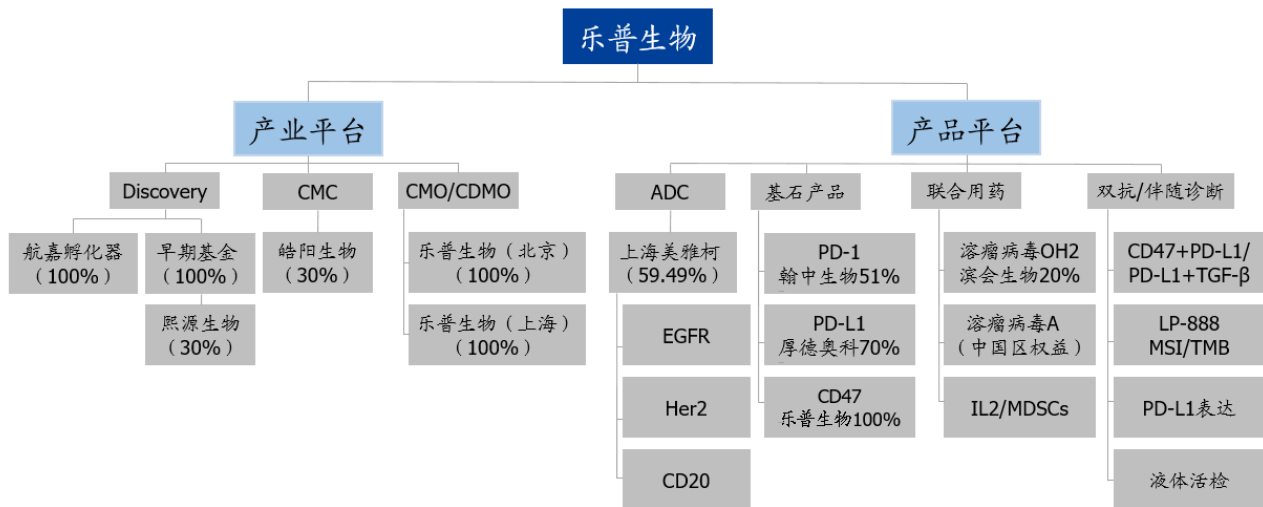 乐普生物
产业平台
产品平台
Discovery
CMC
CMO/CDMO
ADC
基石产品
联合用药
双抗/伴随诊断
航嘉孵化器
（100%）
早期基金
（100%）
熙源生物
（30%）
皓阳生物
（30%）
乐普生物（北京）
（100%）
乐普生物（上海）
（100%）
上海美雅柯
（59.49%）
EGFR
Her2
CD20
PD-1
翰中生物51%
PD-L1
厚德奥科70%
CD47
乐普生物100%
溶瘤病毒OH2
滨会生物20%
溶瘤病毒A
（中国区权益）
IL2/MDSCs
CD47+PD-L1/
PD-L1+TGF-β
LP-888
MSI/TMB
PD-L1表达
液体活检